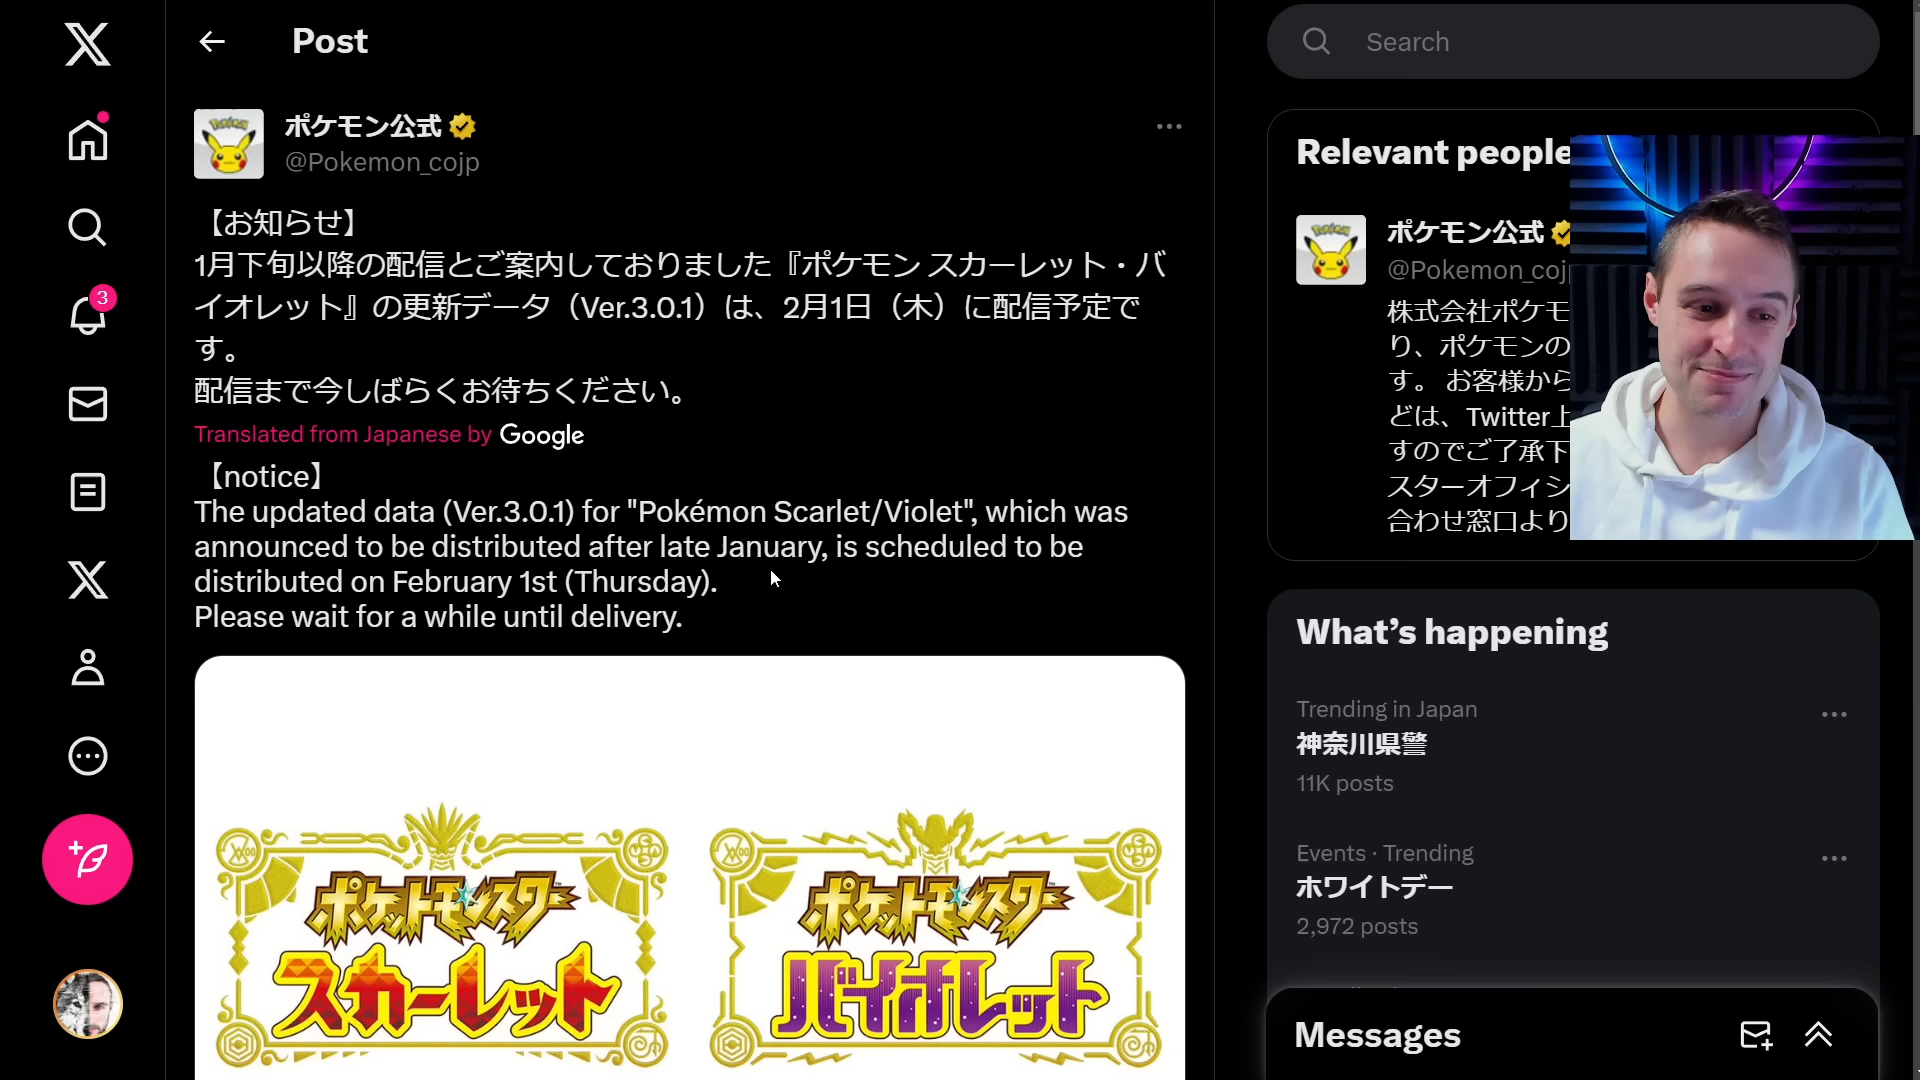 Post
ポケモン公式
@Pokemon_cojp
【お知らせ】
1月下旬以降の配信とご案内しておりました『ポケモン スカーレット・バ
イオレット』の更新データ（Ver.3.0.1）は、2月1日（木）に配信予定で
す。
配信まで今しばらくお待ちください。
Translated from Japanese by Google
【notice】
The updated data (Ver.3.0.1) for "Pokémon Scarlet/Violet", which was
announced to be distributed after late January, is scheduled to be
distributed on February 1st (Thursday).
Please wait for a while until delivery.
ポケットモンスター
スカーレット
ポケットモンスター
バイオレット
3
Search
Relevant people
ポケモン公式
@Pokemon_coj
株式会社ポケモ
り、ポケモンの
す。 お客様から
どは、Twitter上
すのでご了承下
スターオフィシ
合わせ窓口より
What's happening
Trending in Japan
神奈川県警
11K posts
Events · Trending
ホワイトデー
2,972 posts
Messages